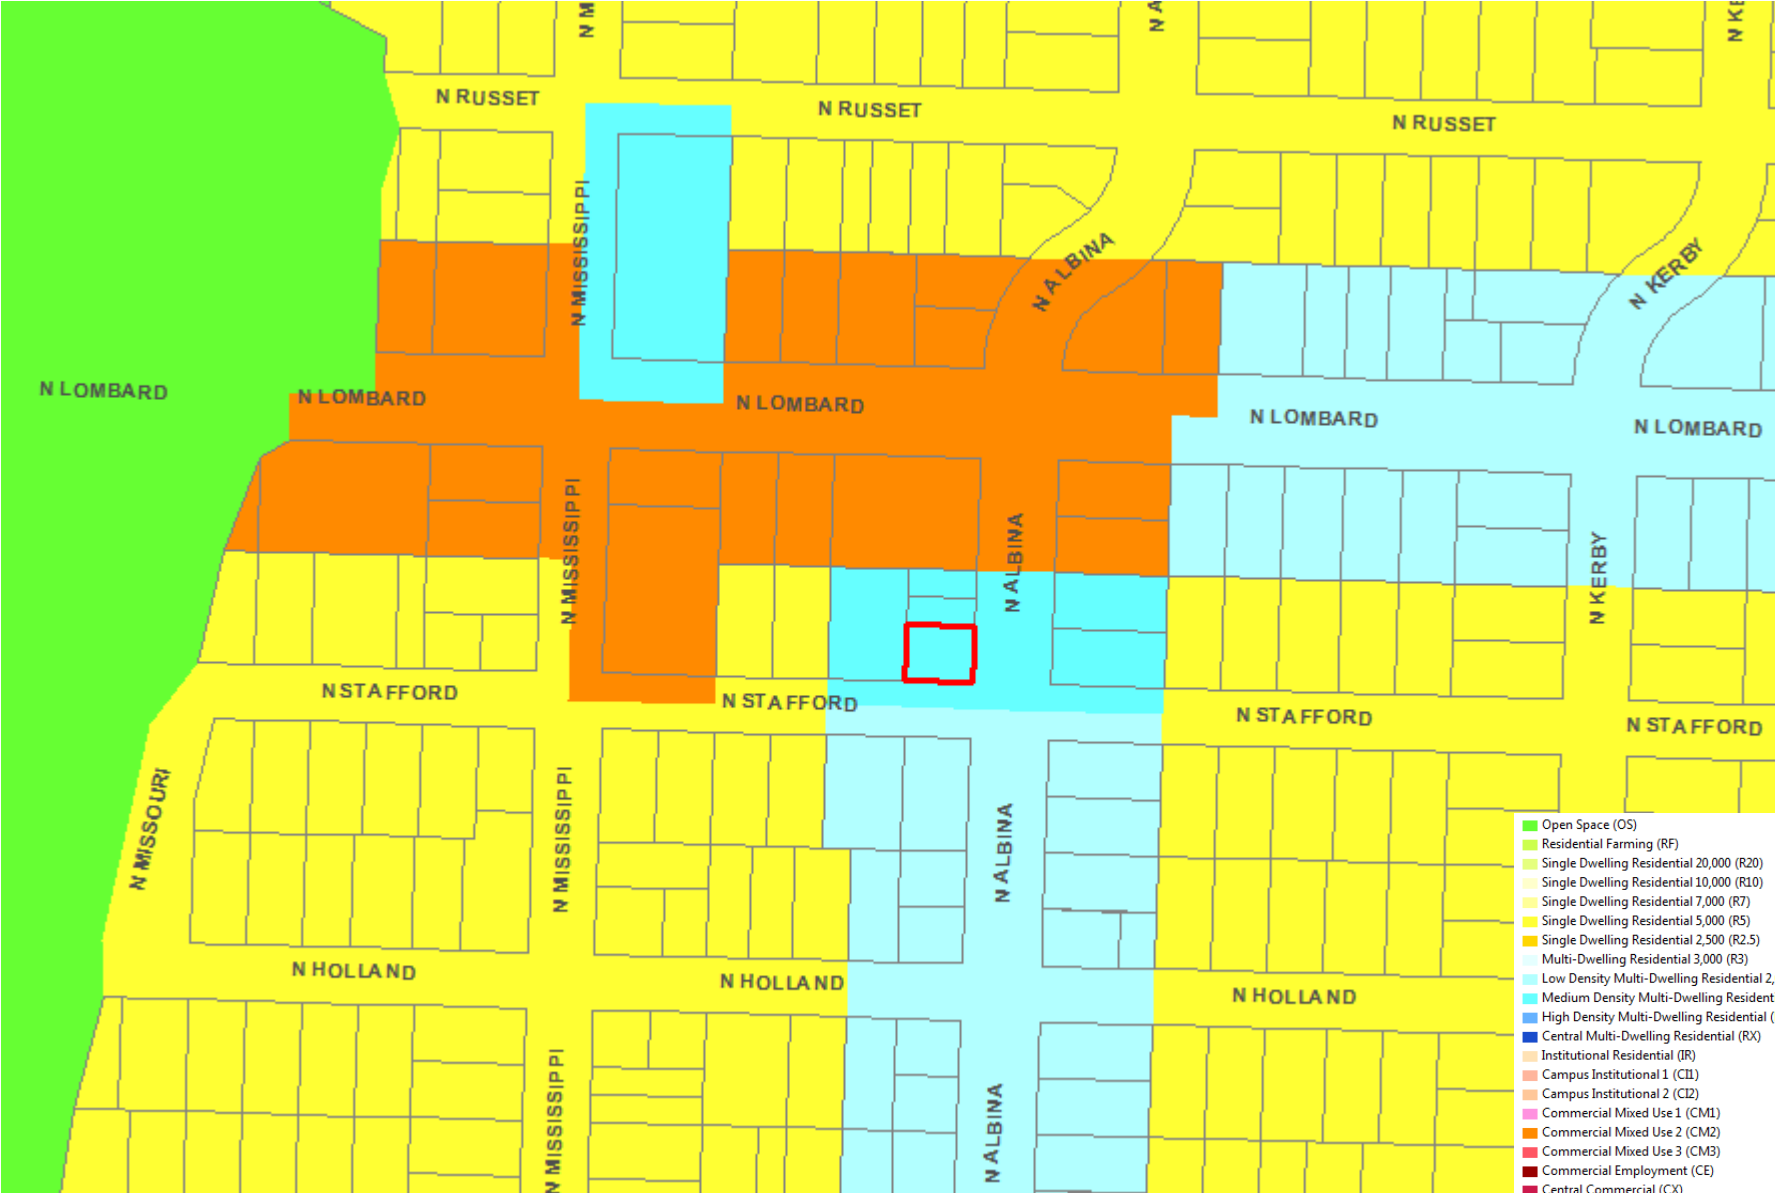 N M
N A
N KE
N RUSSET
N RUSSET
N RUSSET
N MISSISSIPPI
N ALBINA
N KERBY
N LOMBARD
N LOMBARD
N LOMBARD
N LOMBARD
N LOMBARD
N MISSISSIPPI
N ALBINA
N KERBY
N STAFFORD
N STAFFORD
N STAFFORD
N STAFFORD
N MISSOURI
N MISSISSIPPI
N ALBINA
N HOLLAND
N HOLLAND
N HOLLAND
N MISSISSIPPI
N ALBINA
Open Space (OS)
Residential Farming (RF)
Single Dwelling Residential 20,000 (R20)
Single Dwelling Residential 10,000 (R10)
Single Dwelling Residential 7,000 (R7)
Single Dwelling Residential 5,000 (R5)
Single Dwelling Residential 2,500 (R2.5)
Multi-Dwelling Residential 3,000 (R3)
Low Density Multi-Dwelling Residential 2,
Medium Density Multi-Dwelling Resident
High Density Multi-Dwelling Residential (
Central Multi-Dwelling Residential (RX)
Institutional Residential (IR)
Campus Institutional 1 (CI1)
Campus Institutional 2 (CI2)
Commercial Mixed Use 1 (CM1)
Commercial Mixed Use 2 (CM2)
Commercial Mixed Use 3 (CM3)
Commercial Employment (CE)
Central Commercial (CX)